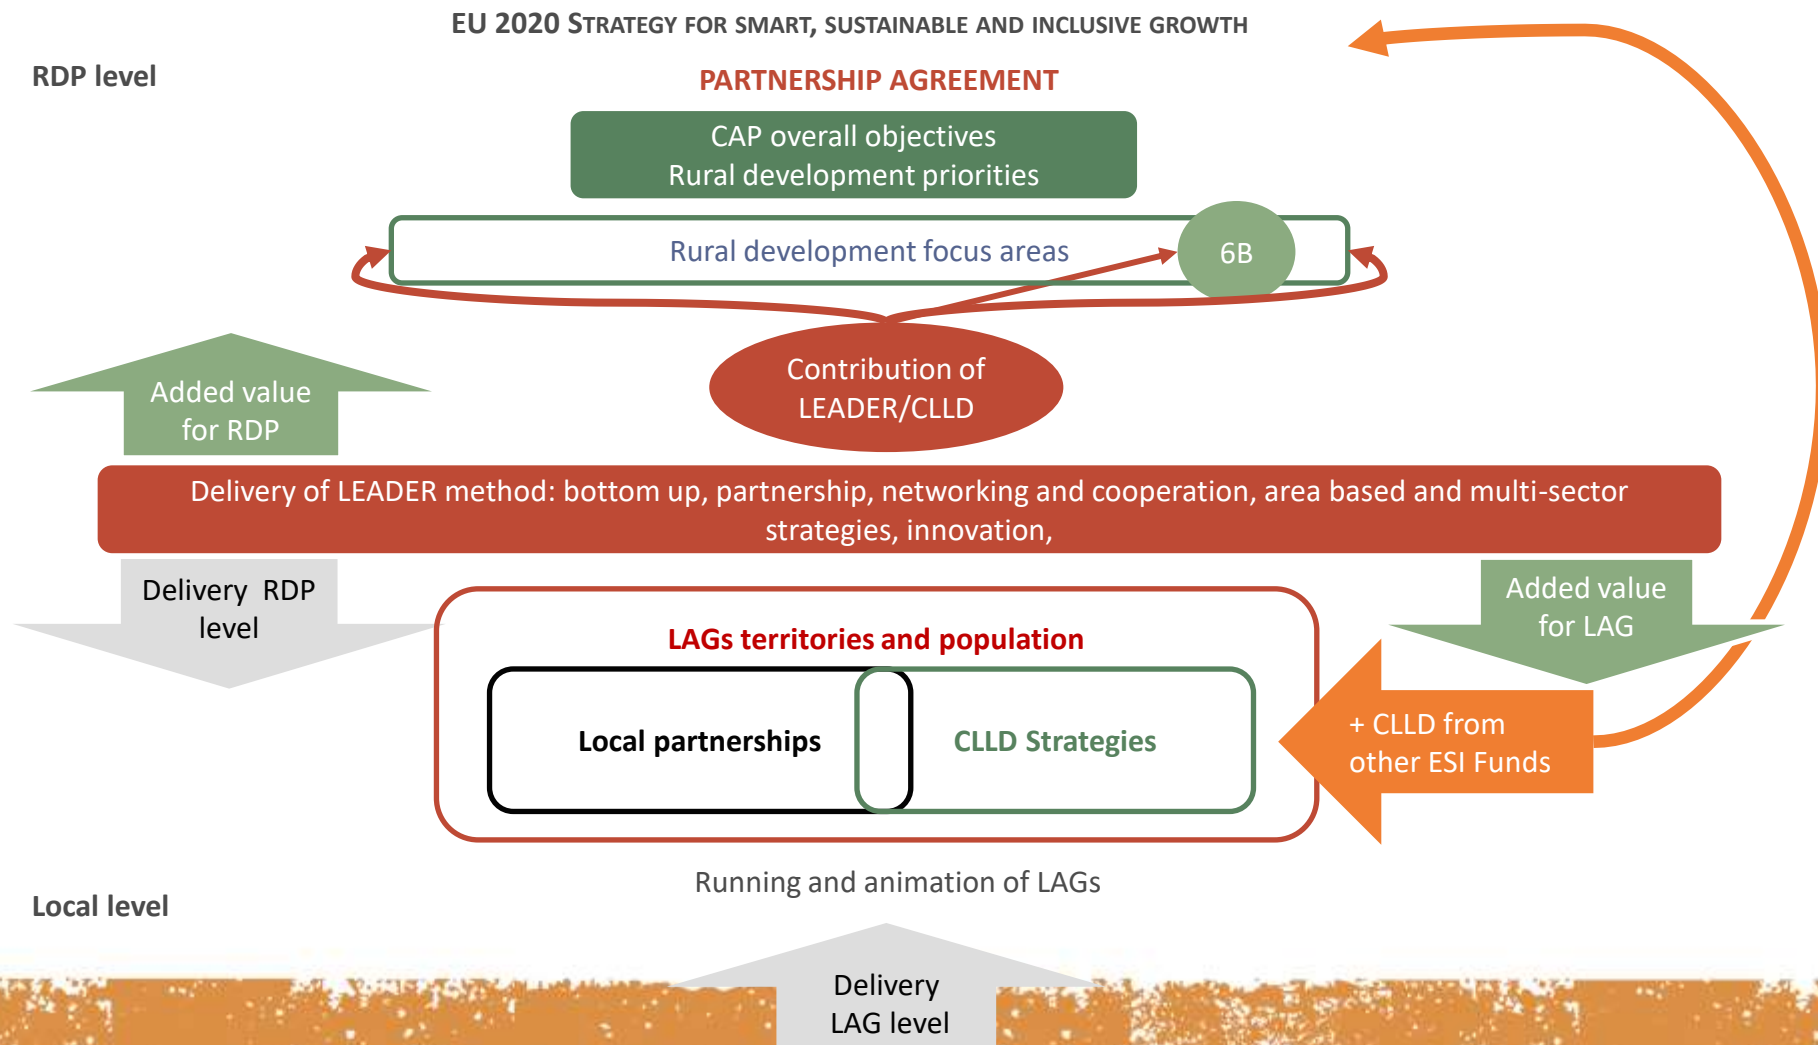 EU 2020 STRATEGY FOR SMART, SUSTAINABLE AND INCLUSIVE GROWTH
RDP level
PARTNERSHIP AGREEMENT
CAP overall objectives
Rural development priorities
Rural development focus areas
6B
Contribution of
LEADER/CLLD
Added value
for RDP
Delivery of LEADER method: bottom up, partnership, networking and cooperation, area based and multi-sector
strategies, innovation,
Delivery RDP
level
Added value
for LAG
LAGs territories and population
Local partnerships
CLLD Strategies
+ CLLD from
other ESI Funds
Running and animation of LAGs
Local level
Delivery
LAG level